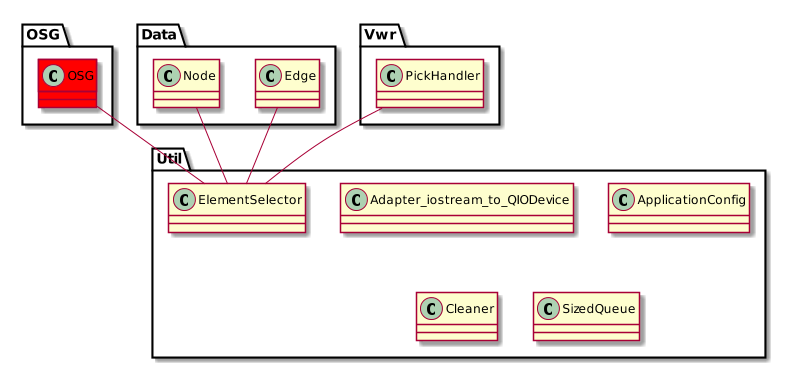 OSG
Data
Vwr
C OSG
C Node
C Edge
C PickHandler
Util
C ElementSelector
C Adapter_iostream_to_QIODevice
C ApplicationConfig
C Cleaner
C SizedQueue